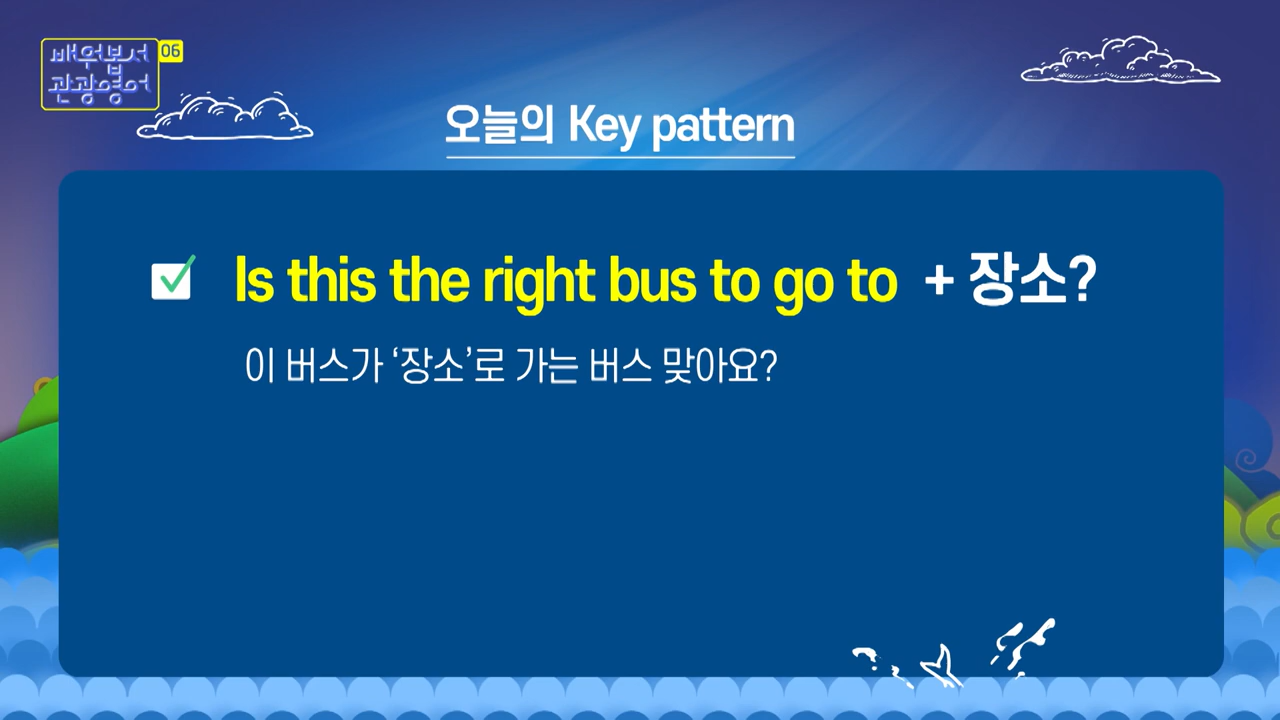 배워봅서 06
관광영어
오늘의 Key pattern
Is this the right bus to go to + 장소?
이 버스가 ‘장소’로 가는 버스 맞아요?